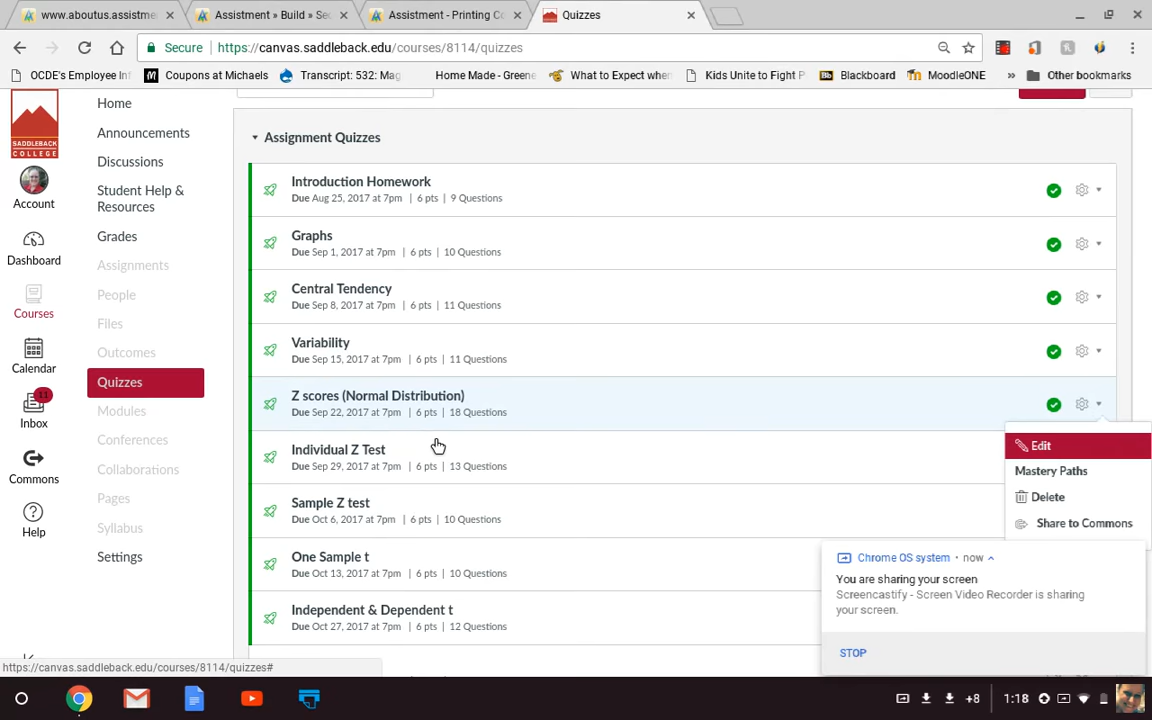 www.aboutus.assistme
Assistment » Build » Sec
Assistment - Printing Ce
Quizzes
Secure
https://canvas.saddleback.edu/courses/8114/quizzes
OCDE's Employee Inf
Coupons at Michaels
Transcript: 532: Mag
Home Made - Greene
What to Expect when
Kids Unite to Fight P
Blackboard
MoodleONE
»
Other bookmarks
SADDLEBACK
COLLEGE
Account
Dashboard
Courses
Calendar
11
Inbox
Commons
Help
Home
Announcements
Discussions
Student Help &
Resources
Grades
Assignments
People
Files
Outcomes
Quizzes
Modules
Conferences
Collaborations
Pages
Syllabus
Settings
Assignment Quizzes
Introduction Homework
Due Aug 25, 2017 at 7pm | 6 pts | 9 Questions
Graphs
Due Sep 1, 2017 at 7pm | 6 pts | 10 Questions
Central Tendency
Due Sep 8, 2017 at 7pm | 6 pts | 11 Questions
Variability
Due Sep 15, 2017 at 7pm | 6 pts | 11 Questions
Z scores (Normal Distribution)
Due Sep 22, 2017 at 7pm | 6 pts | 18 Questions
Individual Z Test
Due Sep 29, 2017 at 7pm | 6 pts | 13 Questions
Sample Z test
Due Oct 6, 2017 at 7pm | 6 pts | 10 Questions
One Sample t
Due Oct 13, 2017 at 7pm | 6 pts | 10 Questions
Independent & Dependent t
Due Oct 27, 2017 at 7pm | 6 pts | 12 Questions
Edit
Mastery Paths
Delete
Share to Commons
Chrome OS system • now
You are sharing your screen
Screencastify - Screen Video Recorder is sharing
your screen.
STOP
https://canvas.saddleback.edu/courses/8114/quizzes#
+8
1:18